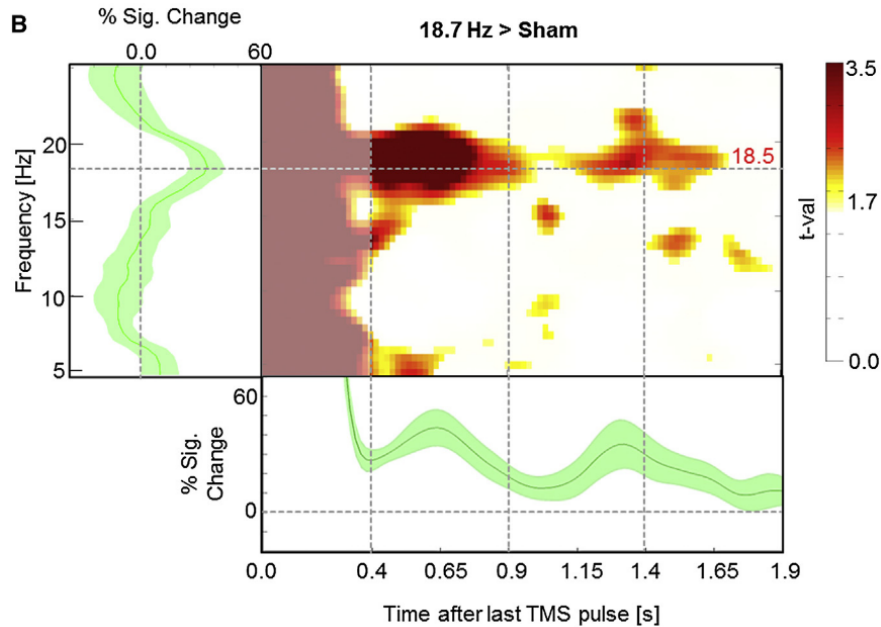 B
% Sig. Change
0.0 60
18.7 Hz > Sham
Frequency [Hz]
20
15
10
5
18.5
3.5
1.7
0.0
t-val
% Sig.
Change
60
0
0.0 0.4 0.65 0.9 1.15 1.4 1.65 1.9
Time after last TMS pulse [s]